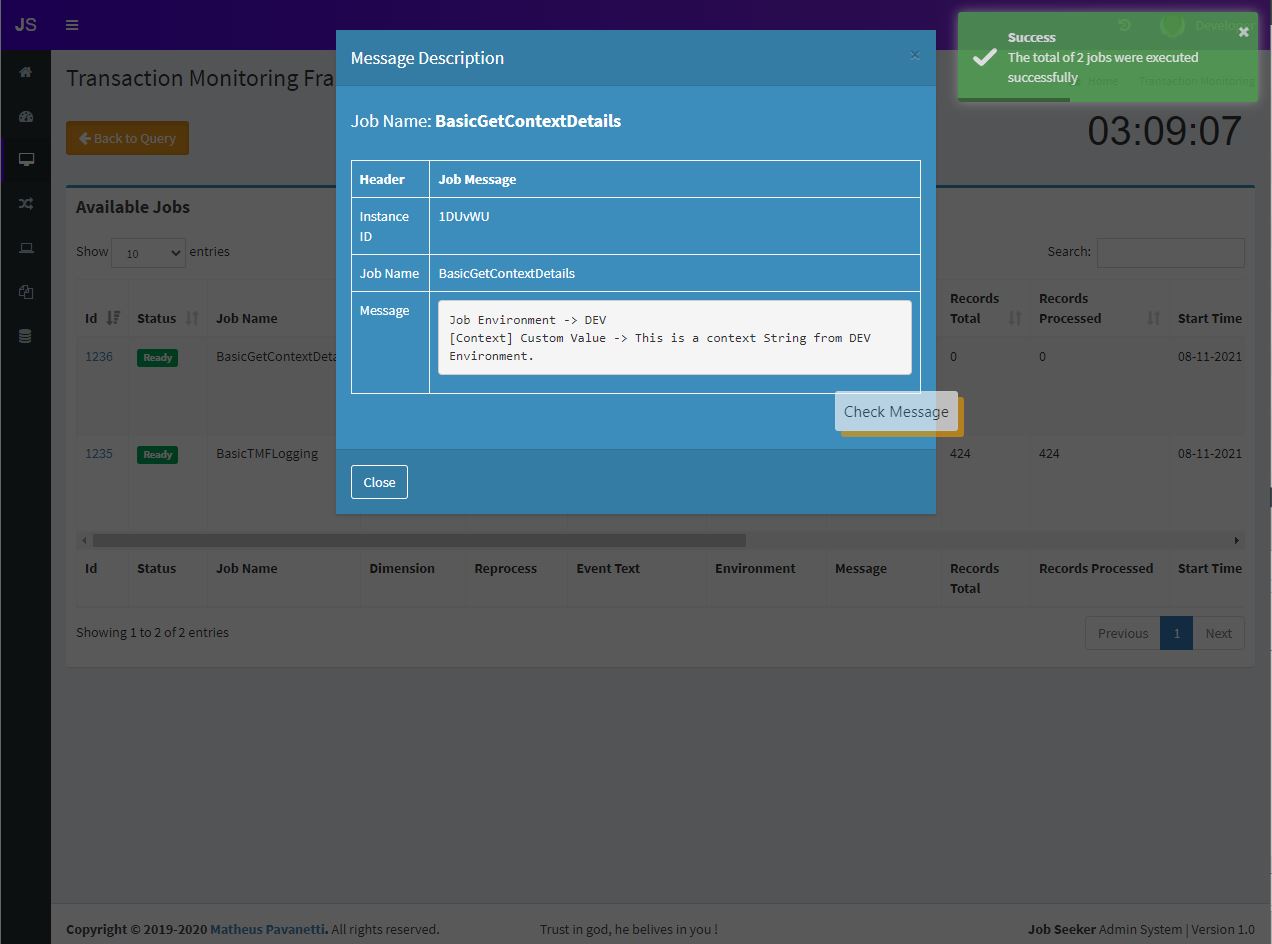 JS
Developer
Success
The total of 2 jobs were executed
successfully
Home
Transaction Monitoring
Transaction Monitoring Fra
Back to Query
03:09:07
Message Description
×
Job Name: BasicGetContextDetails
Header Job Message
Instance
ID
1DUvWU
Job Name BasicGetContextDetails
Message
Job Environment -> DEV
[Context] Custom Value -> This is a context String from DEV
Environment.
Check Message
Close
Available Jobs
Show 10 entries
Search:
Id Status Job Name
Records
Total
Records
Processed
Start Time
1236 Ready BasicGetContextDeta 0 0 08-11-2021
1235 Ready BasicTMFLogging 424 424 08-11-2021
Id Status Job Name Dimension Reprocess Event Text Environment Message
Records
Total
Records Processed Start Time
Showing 1 to 2 of 2 entries
Previous 1 Next
Copyright © 2019-2020 Matheus Pavanetti. All rights reserved.
Trust in god, he belives in you !
Job Seeker Admin System | Version 1.0